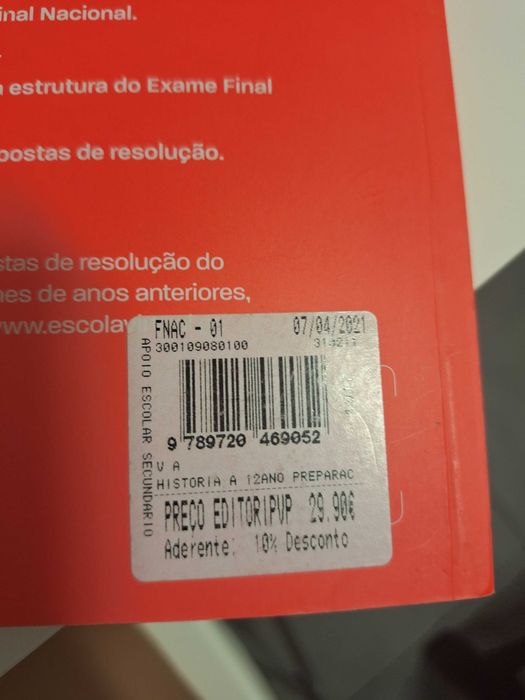 inal Nacional.
estrutura do Exame Final
postas de resolução.
stas de resolução do
nes de anos anteriores,
www.escolavi
FNAC - 01 07/04/2021
300109080100
APOIO ESCOLAR SECUNDARIO
9 789720 469052
V A
HISTORIA A 12ANO PREPARAC
PREÇO EDITOR|PVP 29.90€
Aderente: 10% Desconto